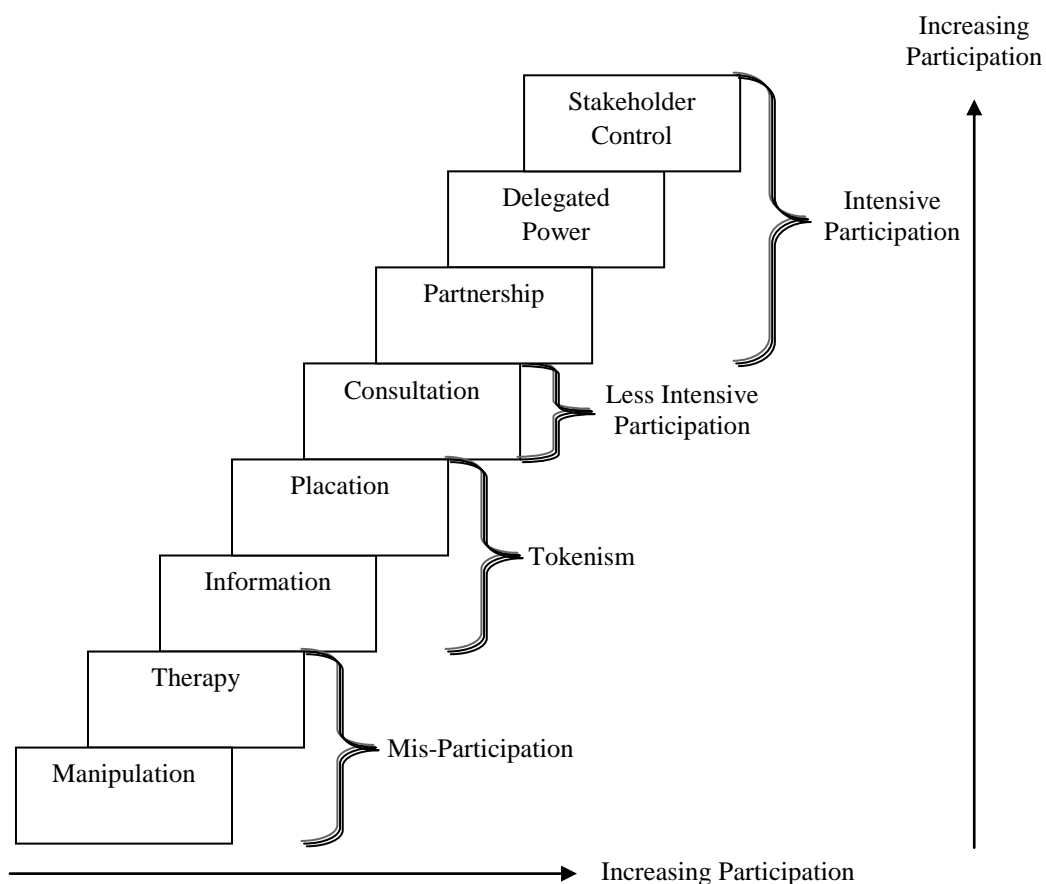 Increasing
Participation
Stakeholder
Control
Delegated
Power
Intensive
Participation
Partnership
Consultation
Less Intensive
Participation
Placation
Tokenism
Information
Therapy
Mis-Participation
Manipulation
Increasing Participation